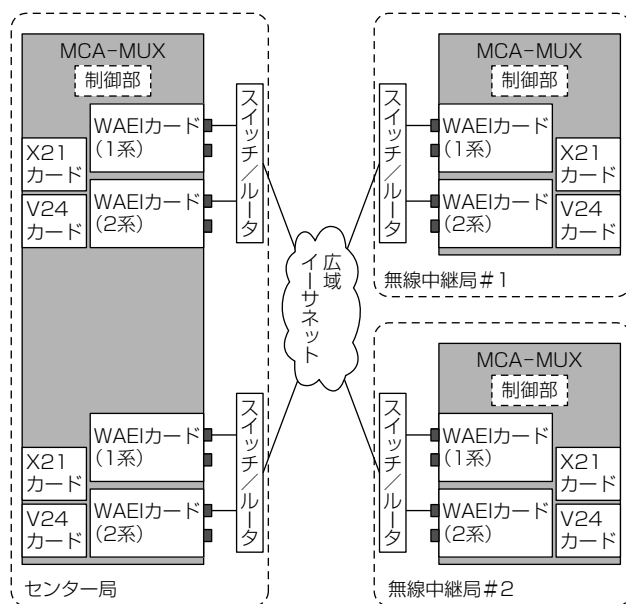 MCA-MUX
制御部
WAEIカード
(1系)
X21
カード
WAEIカード
(2系)
V24
カード
スイッチ/ルータ
WAEIカード
(1系)
X21
カード
WAEIカード
(2系)
V24
カード
スイッチ/ルータ
センター局
広域
イーサネット
MCA-MUX
制御部
スイッチ/ルータ
WAEIカード
(1系)
X21
カード
WAEIカード
(2系)
V24
カード
無線中継局#1
MCA-MUX
制御部
スイッチ/ルータ
WAEIカード
(1系)
X21
カード
WAEIカード
(2系)
V24
カード
無線中継局#2